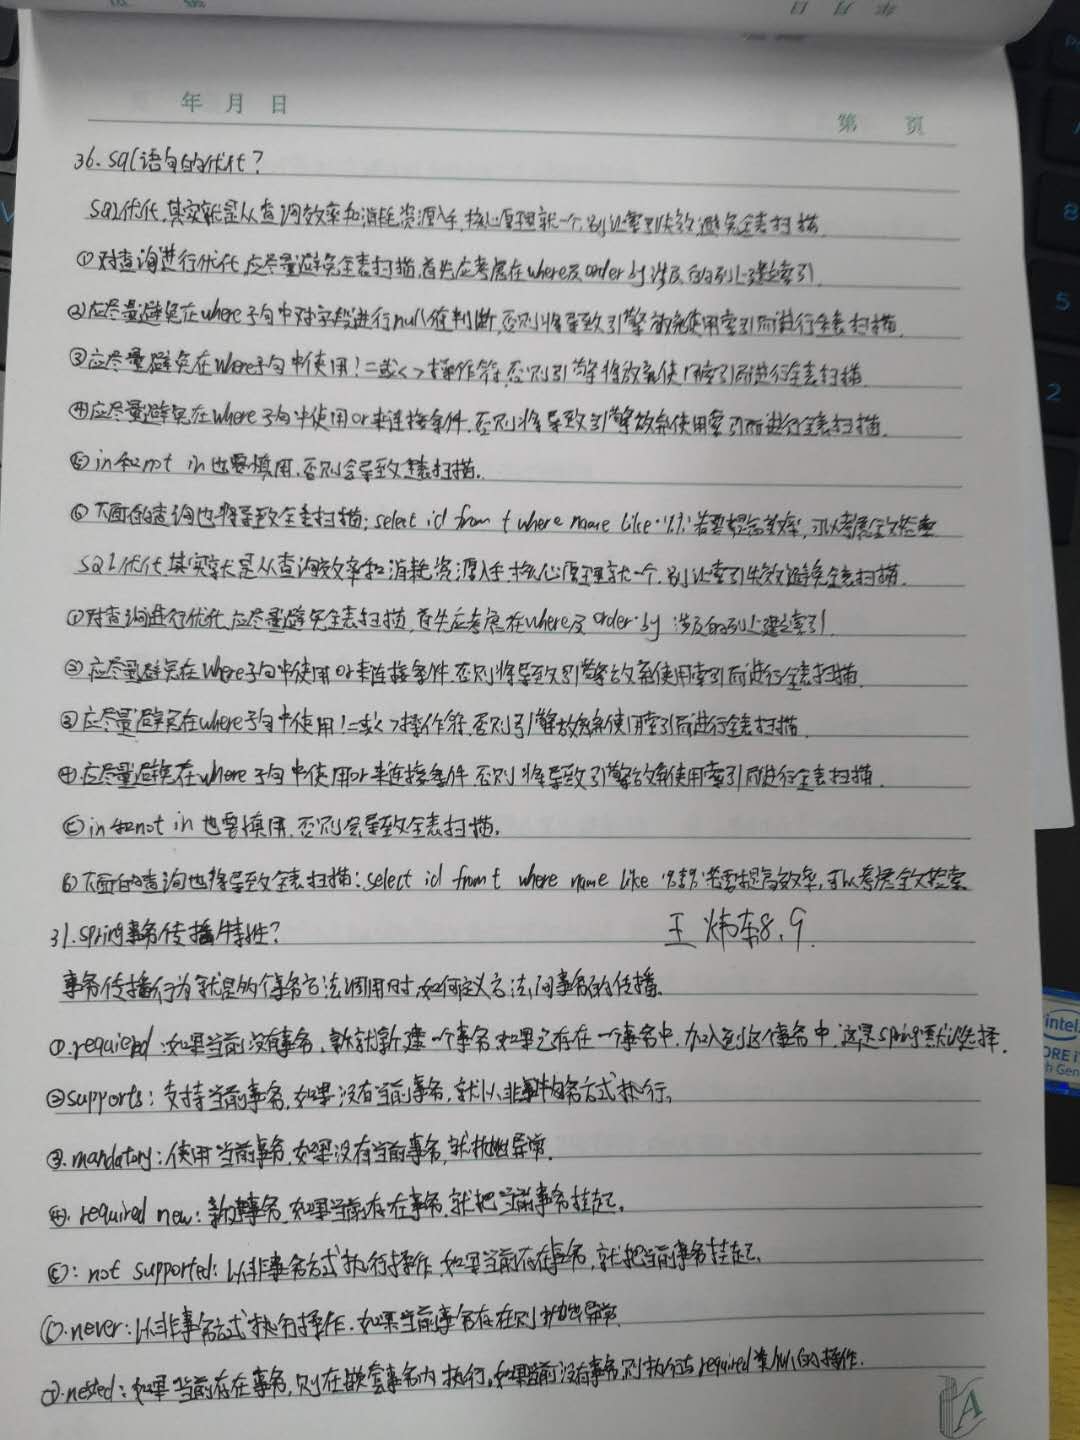 年 月 日
第 页
36. sql语句的优化？
SQL优化，其实就是从查询效率和消耗资源入手，核心原理就一个，别让索引失效，避免全表扫描.
①对查询进行优化，应尽量避免全表扫描，首先应考虑在where及order by涉及的列上建立索引.
②应尽量避免在where子句中对字段进行null值判断，否则将导致引擎放弃使用索引而进行全表扫描.
③应尽量避免在where子句中使用！=或<>操作符，否则引擎将放弃使用索引而进行全表扫描.
④应尽量避免在where子句中使用or来连接条件，否则将导致引擎放弃使用索引而进行全表扫描.
⑤in和not in也要慎用，否则会导致全表扫描.
⑥下面的查询也将导致全表扫描：select id from t where name like 若要提高效率，可以考虑全文检索
SQL优化，其实就是从查询效率和消耗资源入手，核心原理就一个，别让索引失效，避免全表扫描.
①对查询进行优化，应尽量避免全表扫描，首先应考虑在where及order by 涉及的列上建立索引.
②应尽量避免在where子句中使用or来连接条件，否则将导致引擎放弃使用索引而进行全表扫描.
③应尽量避免在where子句中使用！=或<>操作符，否则引擎放弃使用索引而进行全表扫描.
④应尽量避免在where子句中使用or来连接条件，否则将导致引擎放弃使用索引而进行全表扫描.
⑤in和not in也要慎用，否则会导致全表扫描.
⑥下面的查询也将导致全表扫描：select id from t where name like 若要提高效率，可以考虑全文检索.
31. spring事务传播特性？ 王炜东8.9.
事务传播行为就是的事务方法调用时，如何定义方法间事务的传播.
①.required：如果当前没有事务，就新建一个事务，如果已存在一个事务中，加入到这个事务中，这是spring默认选择.
②supports：支持当前事务，如果没有当前事务，就以非事务方式执行。
③.mandatory：使用当前事务，如果没有当前事务，就抛出异常.
④.required new：新建事务，如果当前存在事务，就把当前事务挂起。
⑤：not supported：以非事务方式执行操作，如果当前存在事务，就把当前事务挂起.
⑥.never：以非事务方式执行操作，如果当前事务存在则抛出异常.
⑦.nested：如果当前存在事务，则在嵌套事务内执行。如果当前没有事务，则执行与required类似的操作.
intel
CORE i